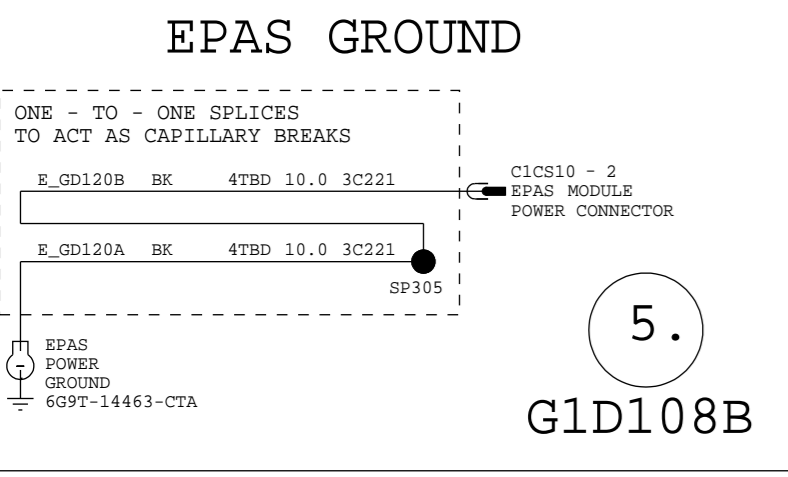 EPAS GROUND
ONE - TO - ONE SPLICES
TO ACT AS CAPILLARY BREAKS
E_GD120B BK 4TBD 10.0 3C221
C1CS10 - 2
EPAS MODULE
POWER CONNECTOR
E_GD120A BK 4TBD 10.0 3C221
SP305
EPAS
POWER
GROUND
6G9T-14463-CTA
5.
G1D108B